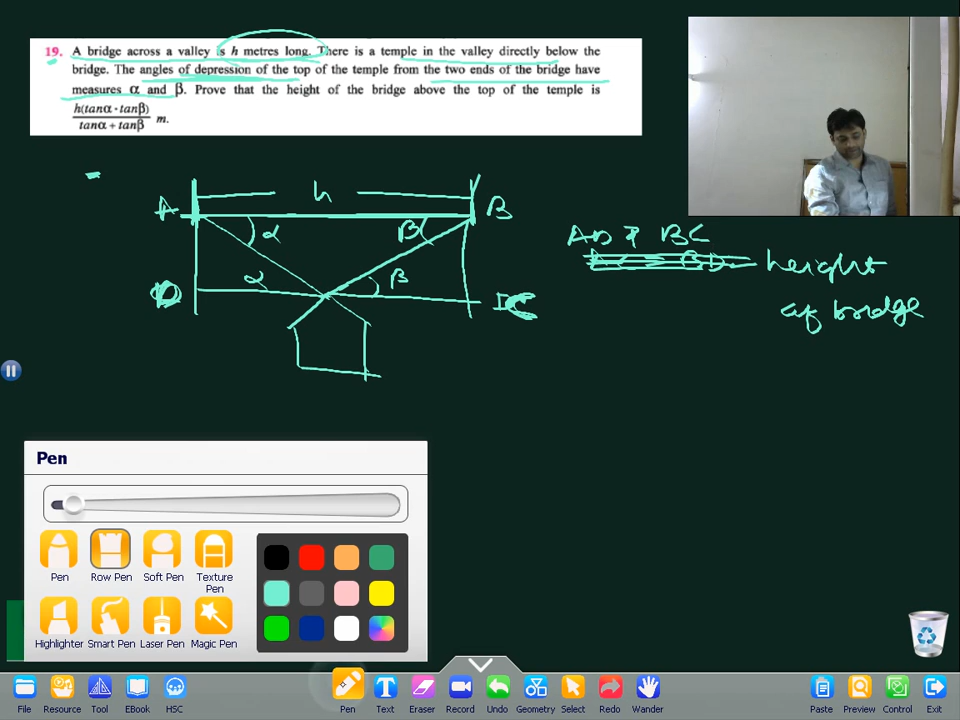 19. A bridge across a valley is h metres long. There is a temple in the valley directly below the
bridge. The angles of depression of the top of the temple from the two ends of the bridge have
measures α and β. Prove that the height of the bridge above the top of the temple is
h(tanα · tanβ)
tanα + tanβ m.
A h B
α β
α β
D C
AD = BC
height
of bridge
Pen
Pen Row Pen Soft Pen Texture
Pen
Highlighter Smart Pen Laser Pen Magic Pen
File Resource Tool EBook HSC Pen Text Eraser Record Undo Geometry Select Redo Wander Paste Preview Control Exit